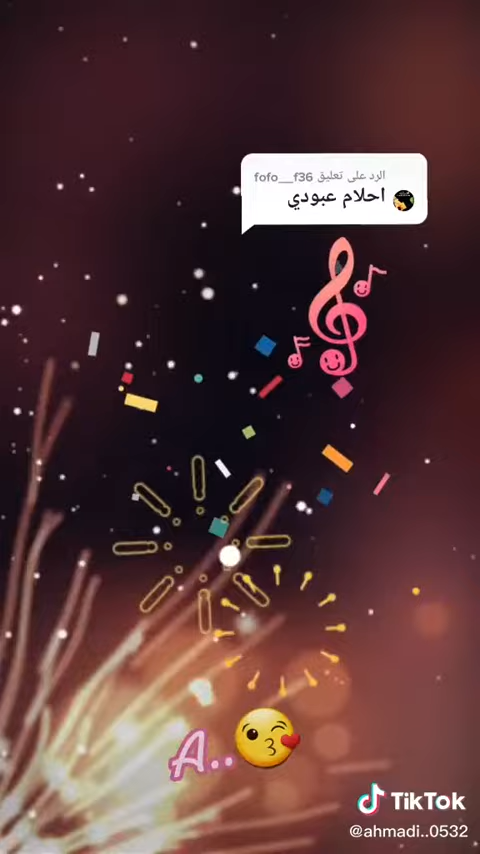 الرد على تعليق fofo__f36
احلام عبودي
A..
TikTok
@ahmadi..0532